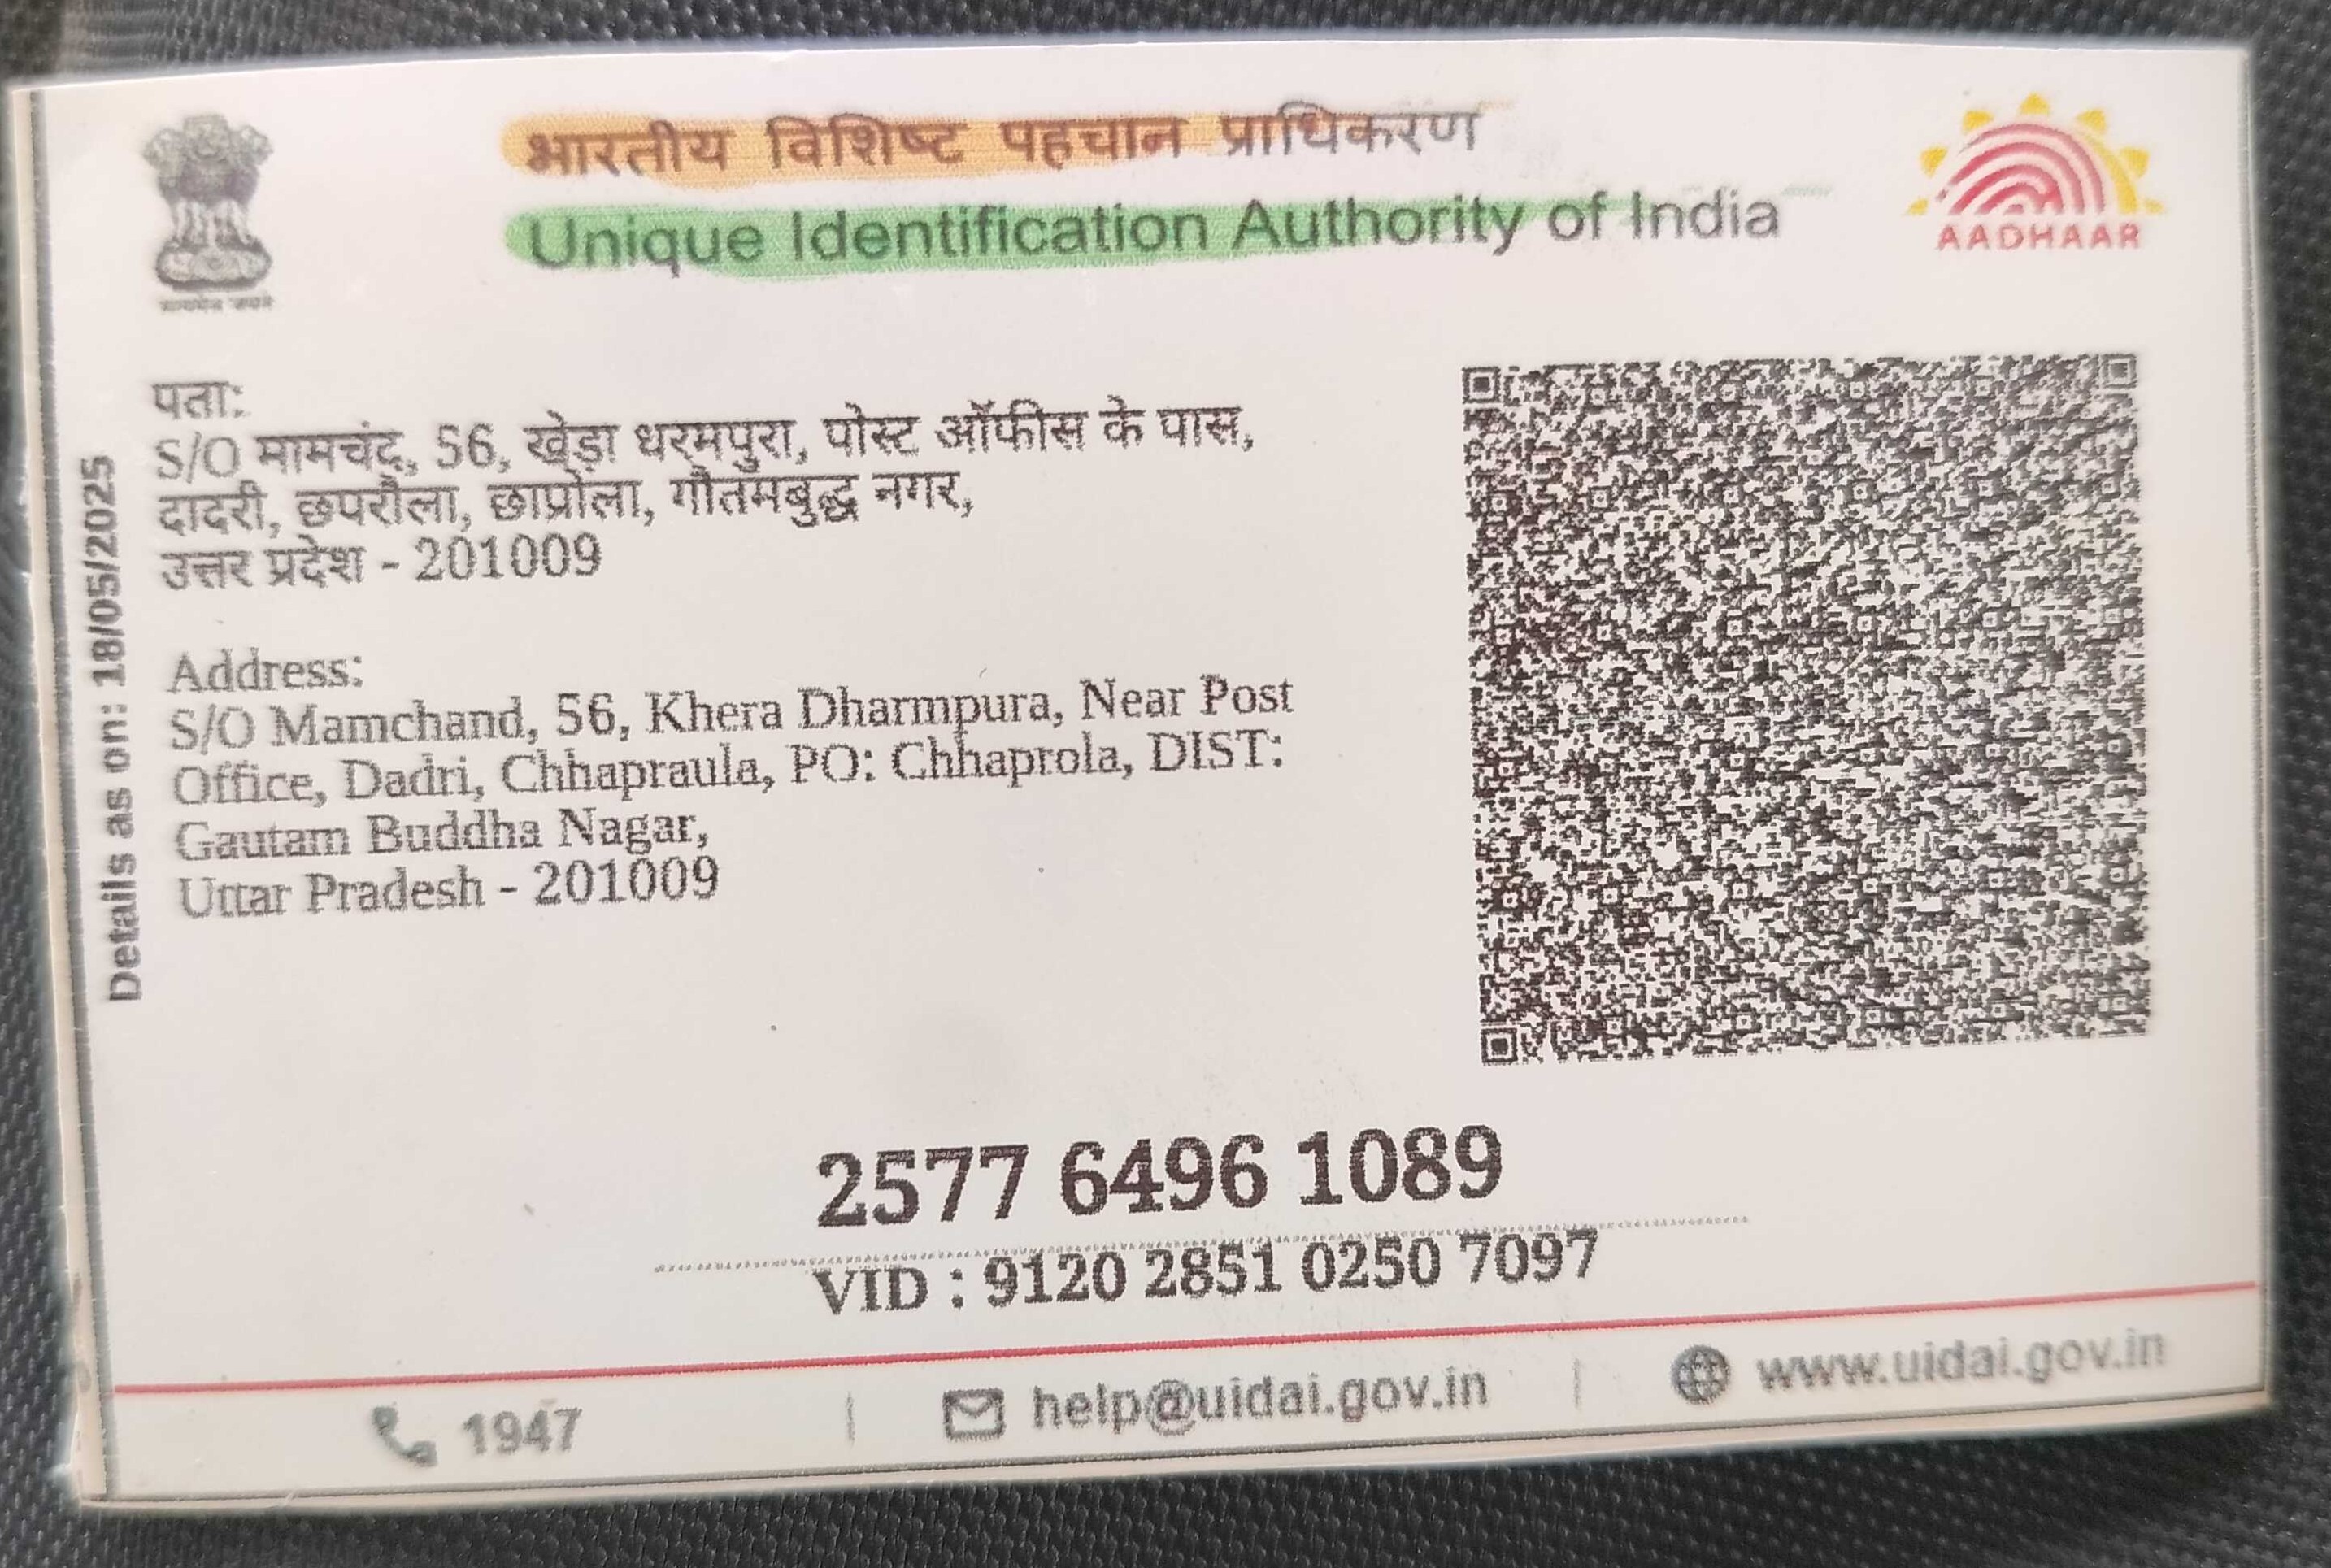 भारतीय विशिष्ट पहचान प्राधिकरण
Unique Identification Authority of India
AADHAAR
सत्यमेव जयते
Details as on: 18/05/2025
पता:
S/O मामचंद, 56, खेड़ा धरमपुरा, पोस्ट ऑफीस के पास,
दादरी, छपरौला, छाप्रोला, गौतमबुद्ध नगर,
उत्तर प्रदेश - 201009
Address:
S/O Mamchand, 56, Khera Dharmpura, Near Post
Office, Dadri, Chhapraula, PO: Chhaprola, DIST:
Gautam Buddha Nagar,
Uttar Pradesh - 201009
2577 6496 1089
VID : 9120 2851 0250 7097
1947 | help@uidai.gov.in | www.uidai.gov.in